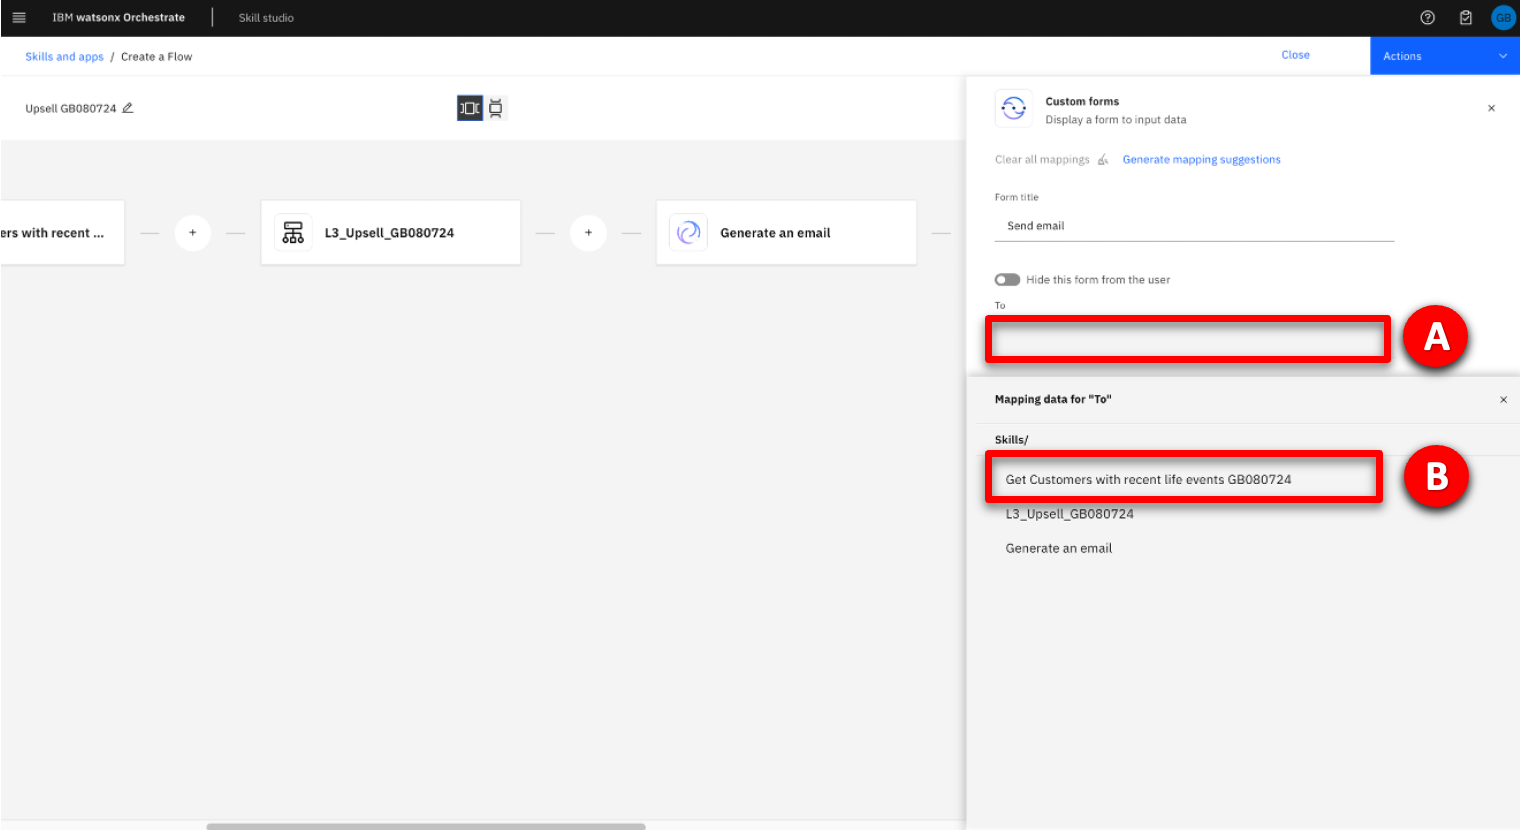 IBM watsonx Orchestrate
Skill studio
GB
Skills and apps / Create a Flow
Close
Actions
Upsell GB080724
ers with recent ...
L3_Upsell_GB080724
Generate an email
Custom forms
Display a form to input data
Clear all mappings
Generate mapping suggestions
Form title
Send email
Hide this form from the user
To
A
Mapping data for "To"
Skills/
Get Customers with recent life events GB080724
B
L3_Upsell_GB080724
Generate an email